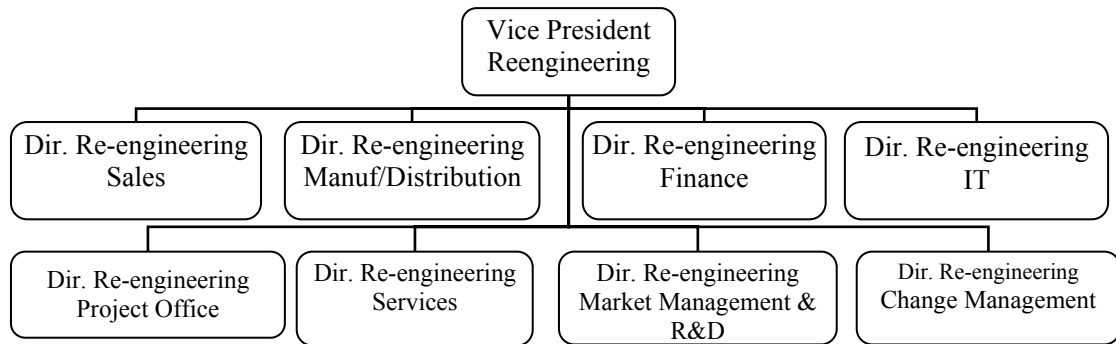 Vice President
Reengineering
Dir. Re-engineering
Sales
Dir. Re-engineering
Manuf/Distribution
Dir. Re-engineering
Finance
Dir. Re-engineering
IT
Dir. Re-engineering
Project Office
Dir. Re-engineering
Services
Dir. Re-engineering
Market Management &
R&D
Dir. Re-engineering
Change Management